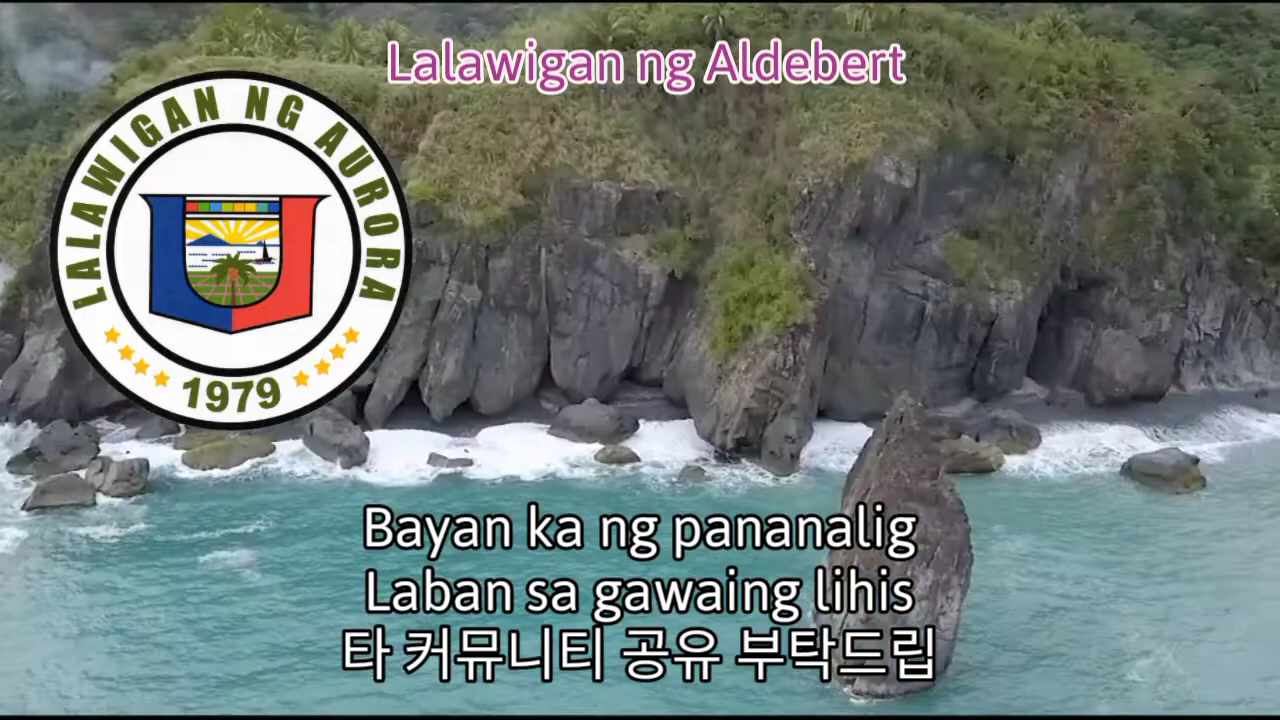 Lalawigan ng Aldebert
LALAWIGAN NG AURORA
1979
Bayan ka ng pananalig
Laban sa gawaing lihis
타 커뮤니티 공유 부탁드립